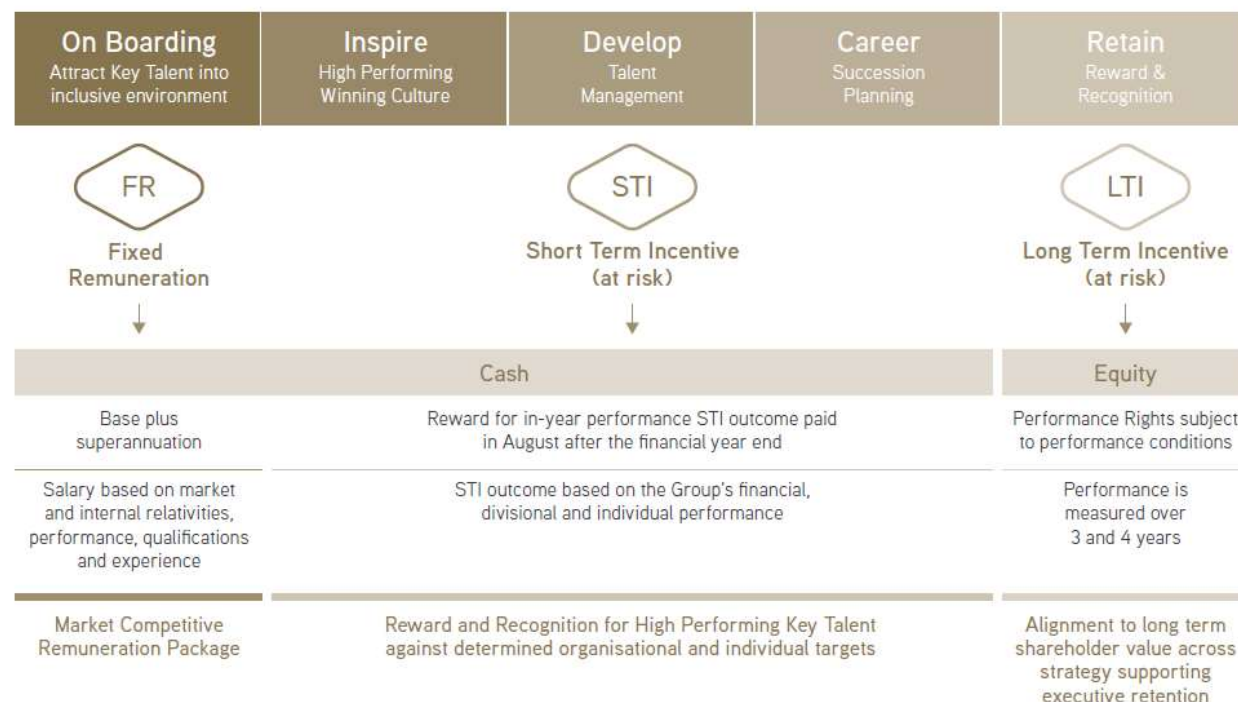 On Boarding
Attract Key Talent into
inclusive environment
Inspire
High Performing
Winning Culture
Develop
Talent
Management
Career
Succession
Planning
Retain
Reward &
Recognition
FR
Fixed
Remuneration
STI
Short Term Incentive
(at risk)
LTI
Long Term Incentive
(at risk)
Cash
Equity
Base plus
superannuation
Reward for in-year performance STI outcome paid
in August after the financial year end
Performance Rights subject
to performance conditions
Salary based on market
and internal relativities,
performance, qualifications
and experience
STI outcome based on the Group's financial,
divisional and individual performance
Performance is
measured over
3 and 4 years
Market Competitive
Remuneration Package
Reward and Recognition for High Performing Key Talent
against determined organisational and individual targets
Alignment to long term
shareholder value across
strategy supporting
executive retention